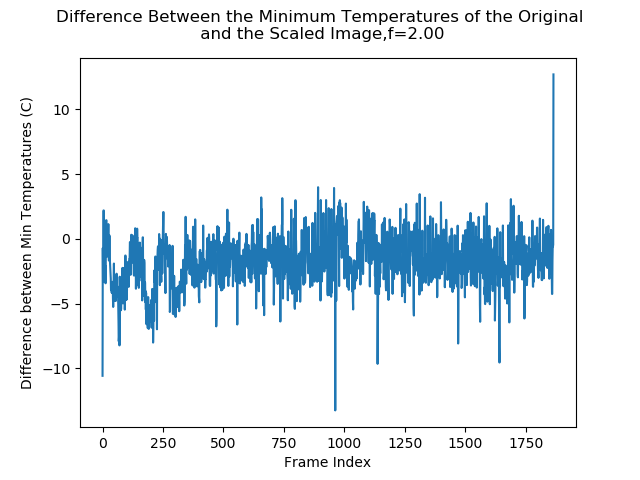 Difference Between the Minimum Temperatures of the Original
and the Scaled Image,f=2.00
Difference between Min Temperatures (C)
10
5
0
−5
−10
0 250 500 750 1000 1250 1500 1750
Frame Index